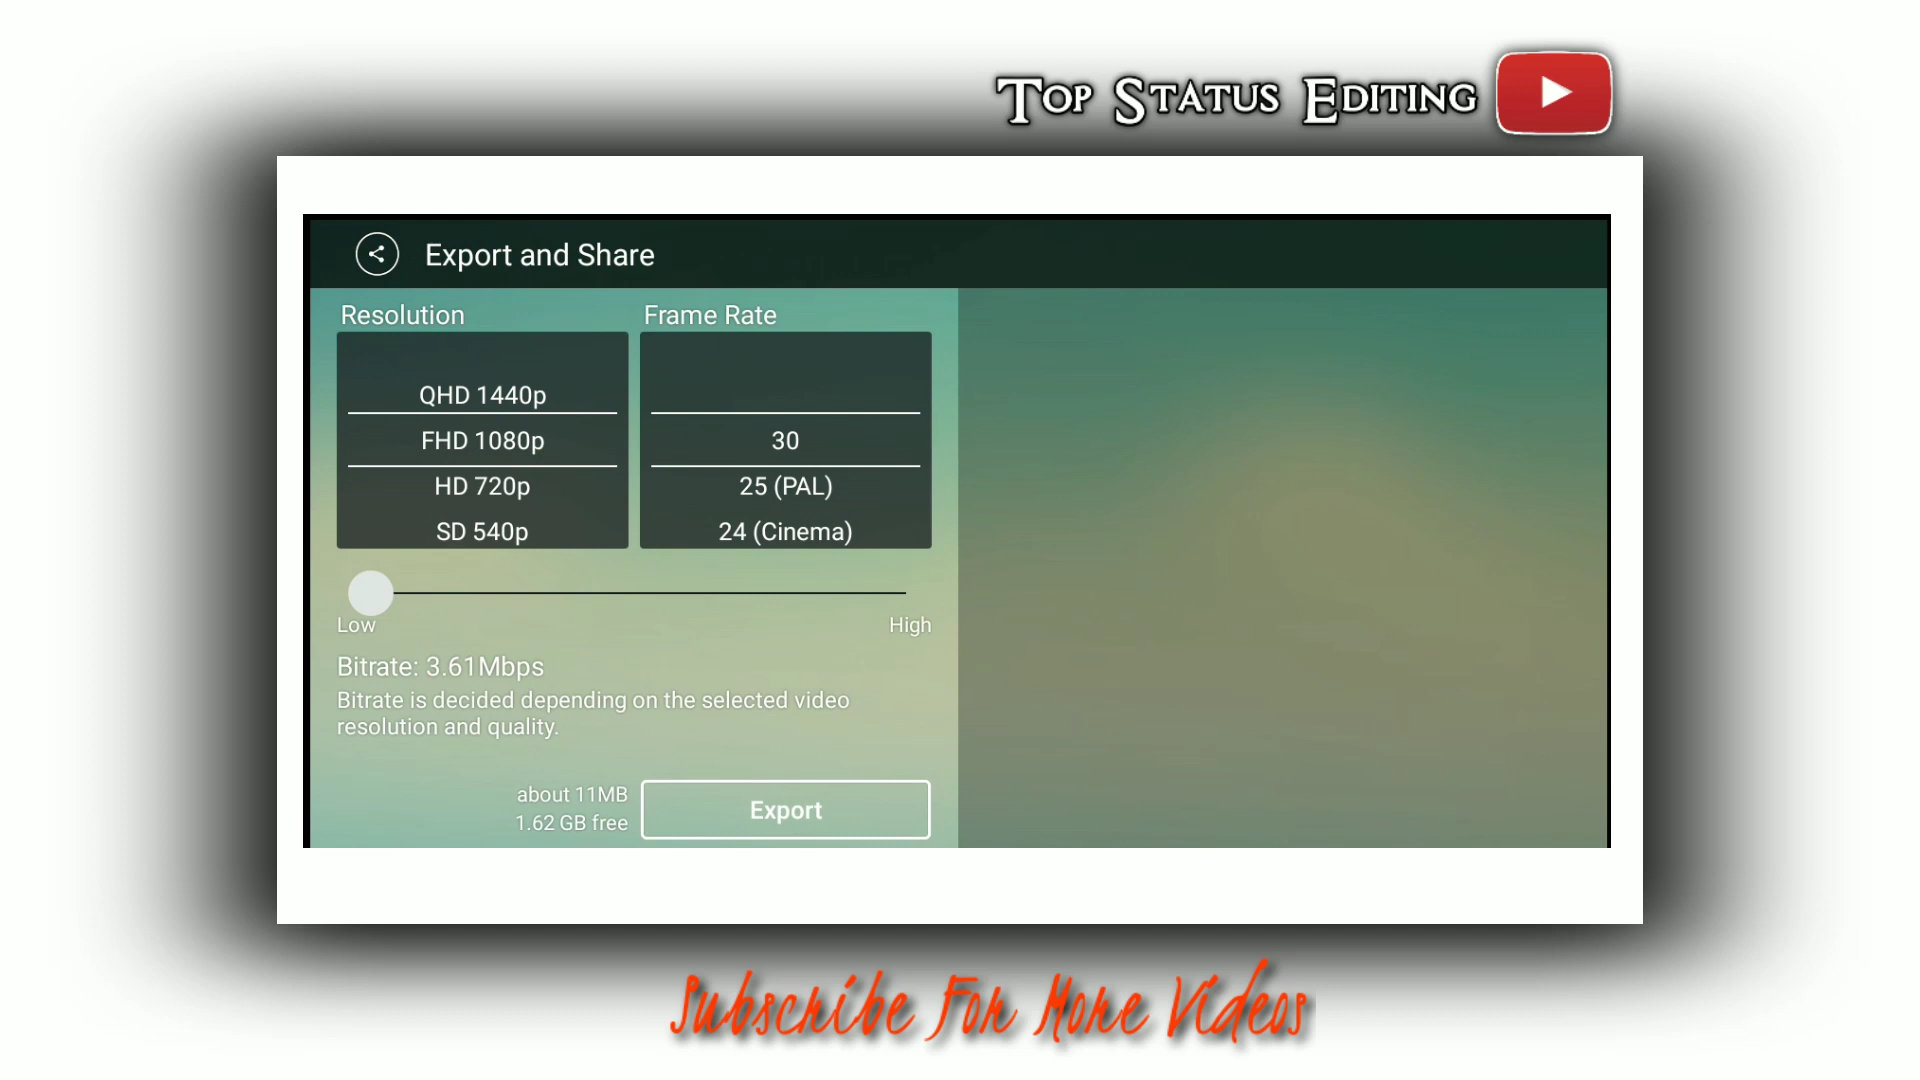 Top Status Editing
Export and Share
Resolution
QHD 1440p
FHD 1080p
HD 720p
SD 540p
Frame Rate
30
25 (PAL)
24 (Cinema)
Low
High
Bitrate: 3.61Mbps
Bitrate is decided depending on the selected video
resolution and quality.
about 11MB
1.62 GB free
Export
Subscribe For More Videos